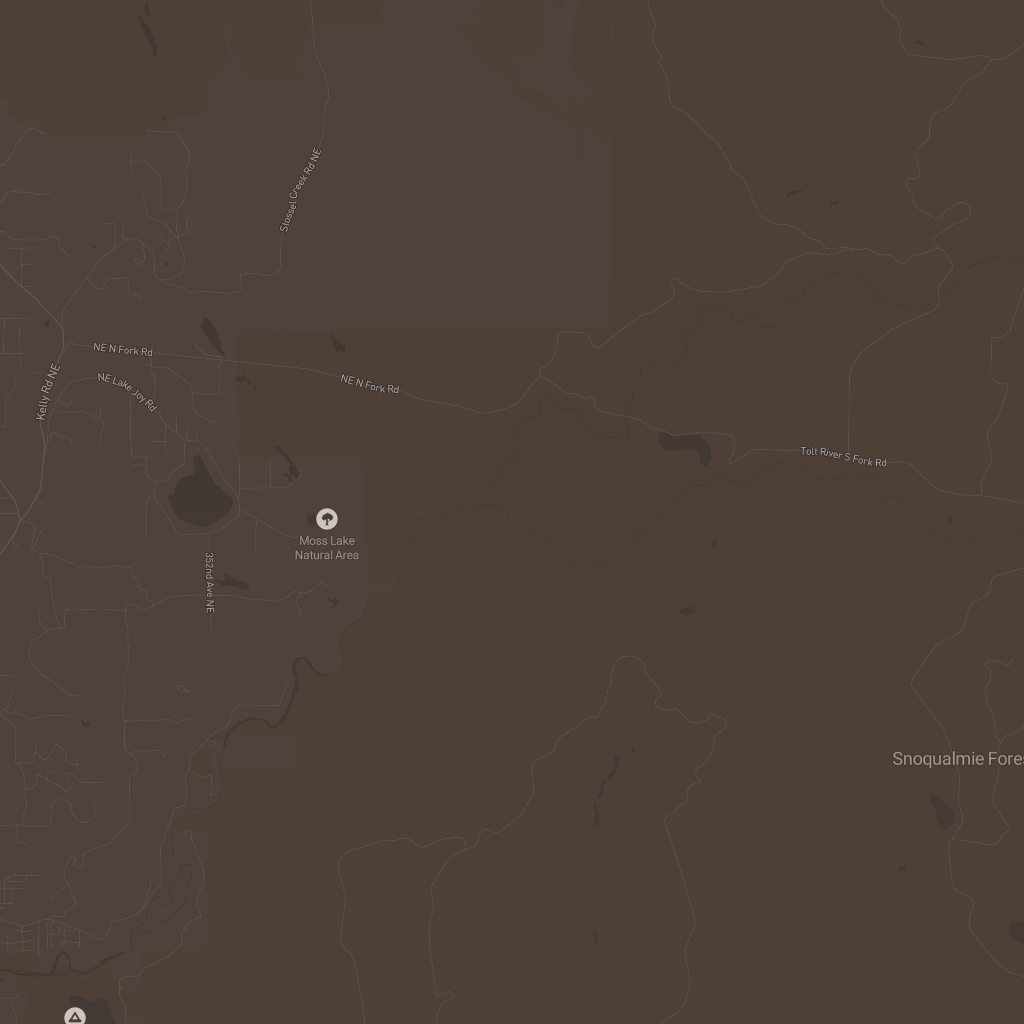 Stossel Creek Rd NE
NE N Fork Rd
NE Lake Joy Rd
Kelly Rd NE
NE N Fork Rd
Tolt River S Fork Rd
Moss Lake
Natural Area
352nd Ave NE
Snoqualmie Fores